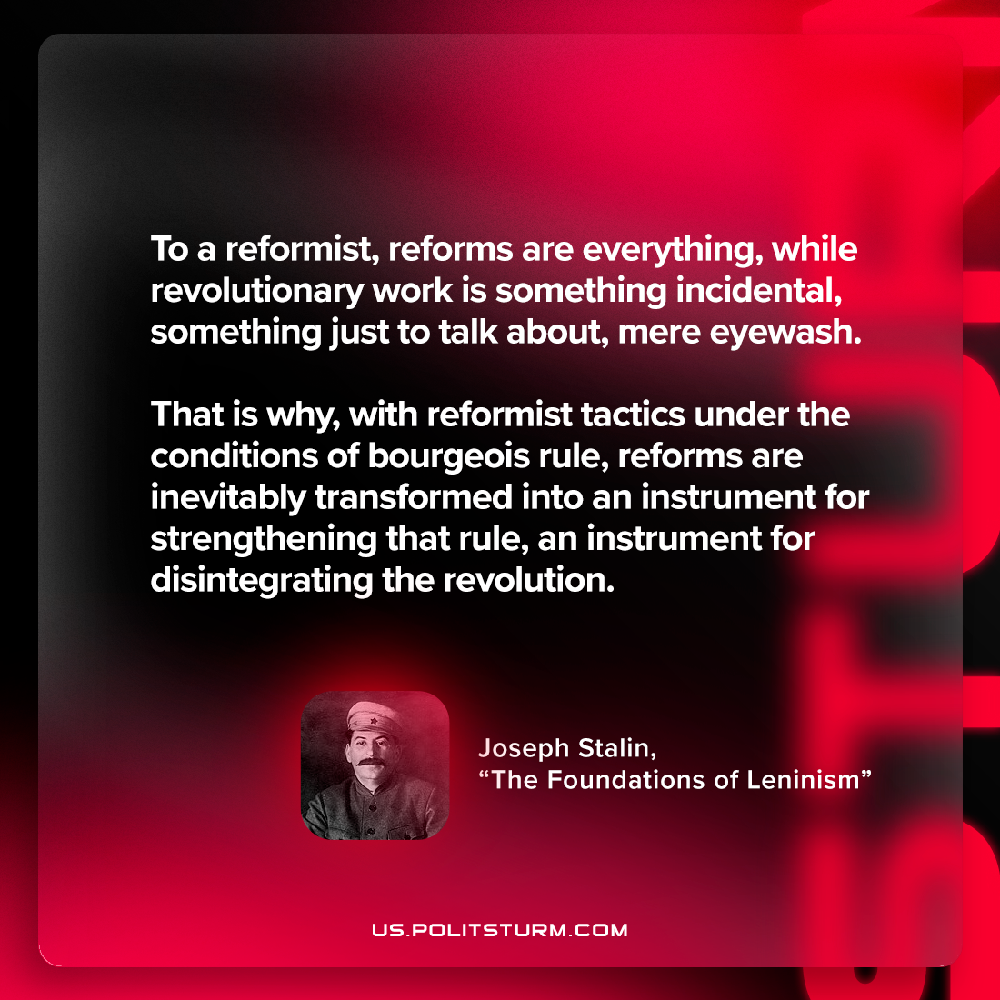 To a reformist, reforms are everything, while
revolutionary work is something incidental,
something just to talk about, mere eyewash.
That is why, with reformist tactics under the
conditions of bourgeois rule, reforms are
inevitably transformed into an instrument for
strengthening that rule, an instrument for
disintegrating the revolution.
Joseph Stalin,
“The Foundations of Leninism”
US.POLITSTURM.COM